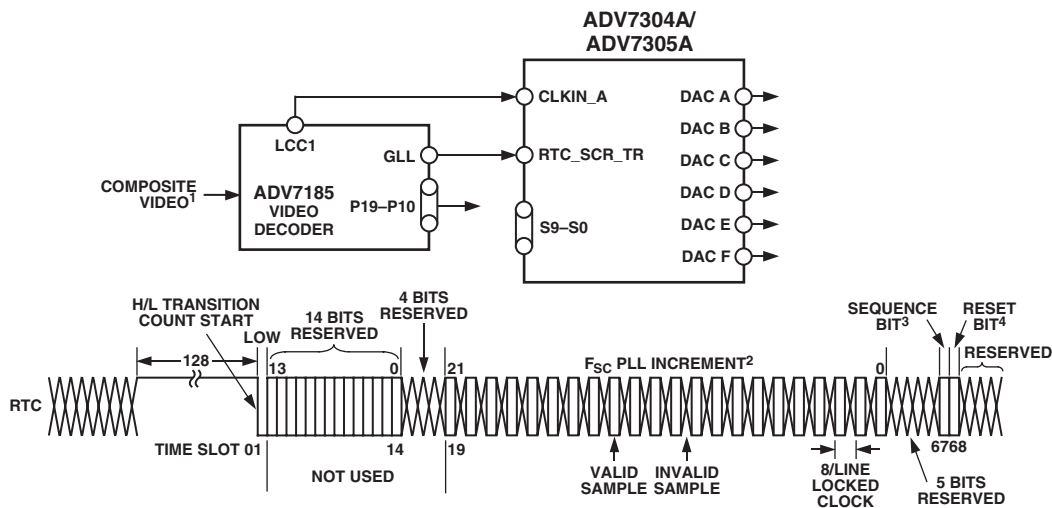 ADV7304A/
ADV7305A
CLKIN_A
DAC A
LCC1
DAC B
GLL
RTC_SCR_TR
DAC C
COMPOSITE
VIDEO1
ADV7185
VIDEO
DECODER
P19–P10
DAC D
S9–S0
DAC E
DAC F
H/L TRANSITION
COUNT START
LOW
14 BITS
RESERVED
4 BITS
RESERVED
SEQUENCE
BIT3
RESET
BIT4
RESERVED
128
13
0
21
FSC PLL INCREMENT2
0
RTC
TIME SLOT 01
14
19
6768
NOT USED
VALID
SAMPLE
INVALID
SAMPLE
8/LINE
LOCKED
CLOCK
5 BITS
RESERVED